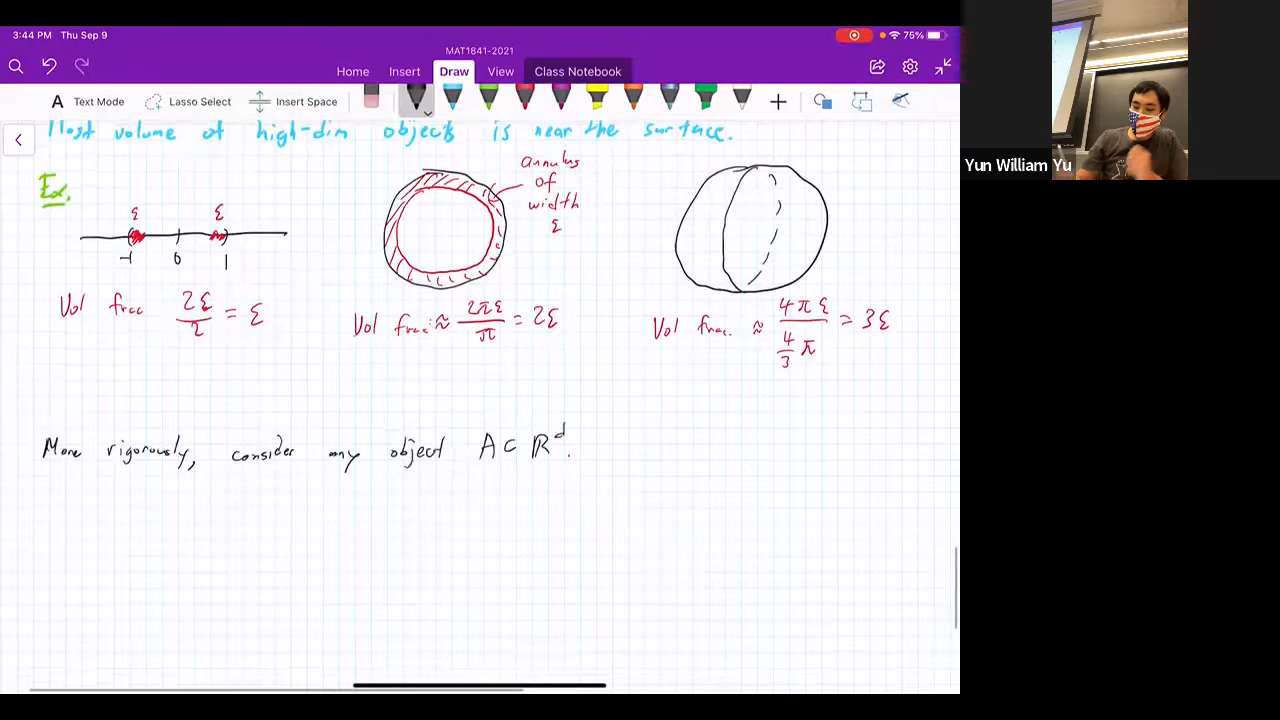 3:44 PM Thu Sep 9
75%
MAT1841-2021
Home Insert Draw View Class Notebook
Text Mode Lasso Select Insert Space
Most volume of high-dim objects is near the surface.
Ex.
ε ε
-1 0 1
annulus
of
width
ε
Vol frac 2ε/2 = ε
Vol frac: ≈ 2πε/π = 2ε
Vol frac. ≈ 4πε/(4/3 π) = 3ε
More rigorously, consider any object A ⊂ ℝ^d.
Yun William Yu